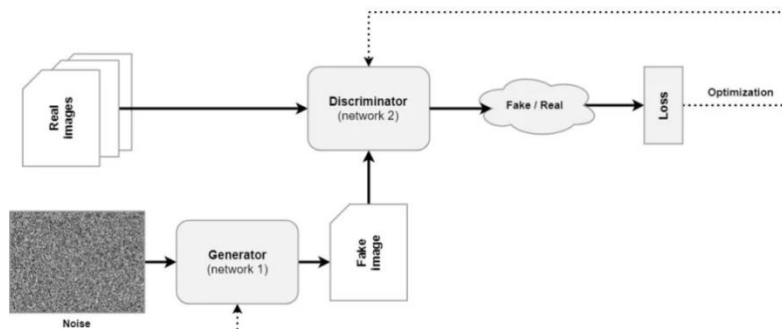 Real
images
Discriminator
(network 2)
Fake / Real
Loss
Optimization
Noise
Generator
(network 1)
Fake
image